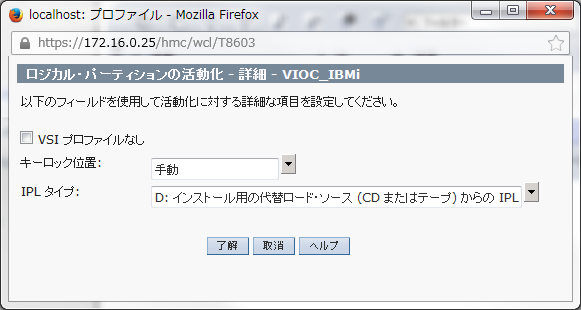 localhost: プロファイル - Mozilla Firefox
https://172.16.0.25/hmc/wcl/T8603
ロジカル・パーティションの活動化 - 詳細 - VIOC_IBMi
以下のフィールドを使用して活動化に対する詳細な項目を設定してください。
VSI プロファイルなし
キーロック位置: 手動
IPL タイプ: D: インストール用の代替ロード・ソース (CD またはテープ) からの IPL
了解 取消 ヘルプ